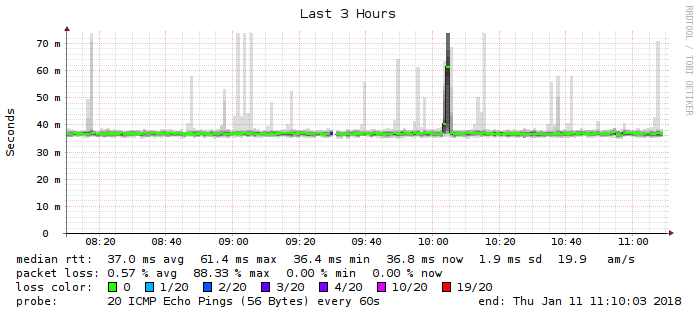 Last 3 Hours
RRDTOOL / TOBI OETIKER
Seconds
70 m
60 m
50 m
40 m
30 m
20 m
10 m
0
08:20 08:40 09:00 09:20 09:40 10:00 10:20 10:40 11:00
median rtt: 37.0 ms avg 61.4 ms max 36.4 ms min 36.8 ms now 1.9 ms sd 19.9 am/s
packet loss: 0.57 % avg 88.33 % max 0.00 % min 0.00 % now
loss color: 0 1/20 2/20 3/20 4/20 10/20 19/20
probe: 20 ICMP Echo Pings (56 Bytes) every 60s end: Thu Jan 11 11:10:03 2018